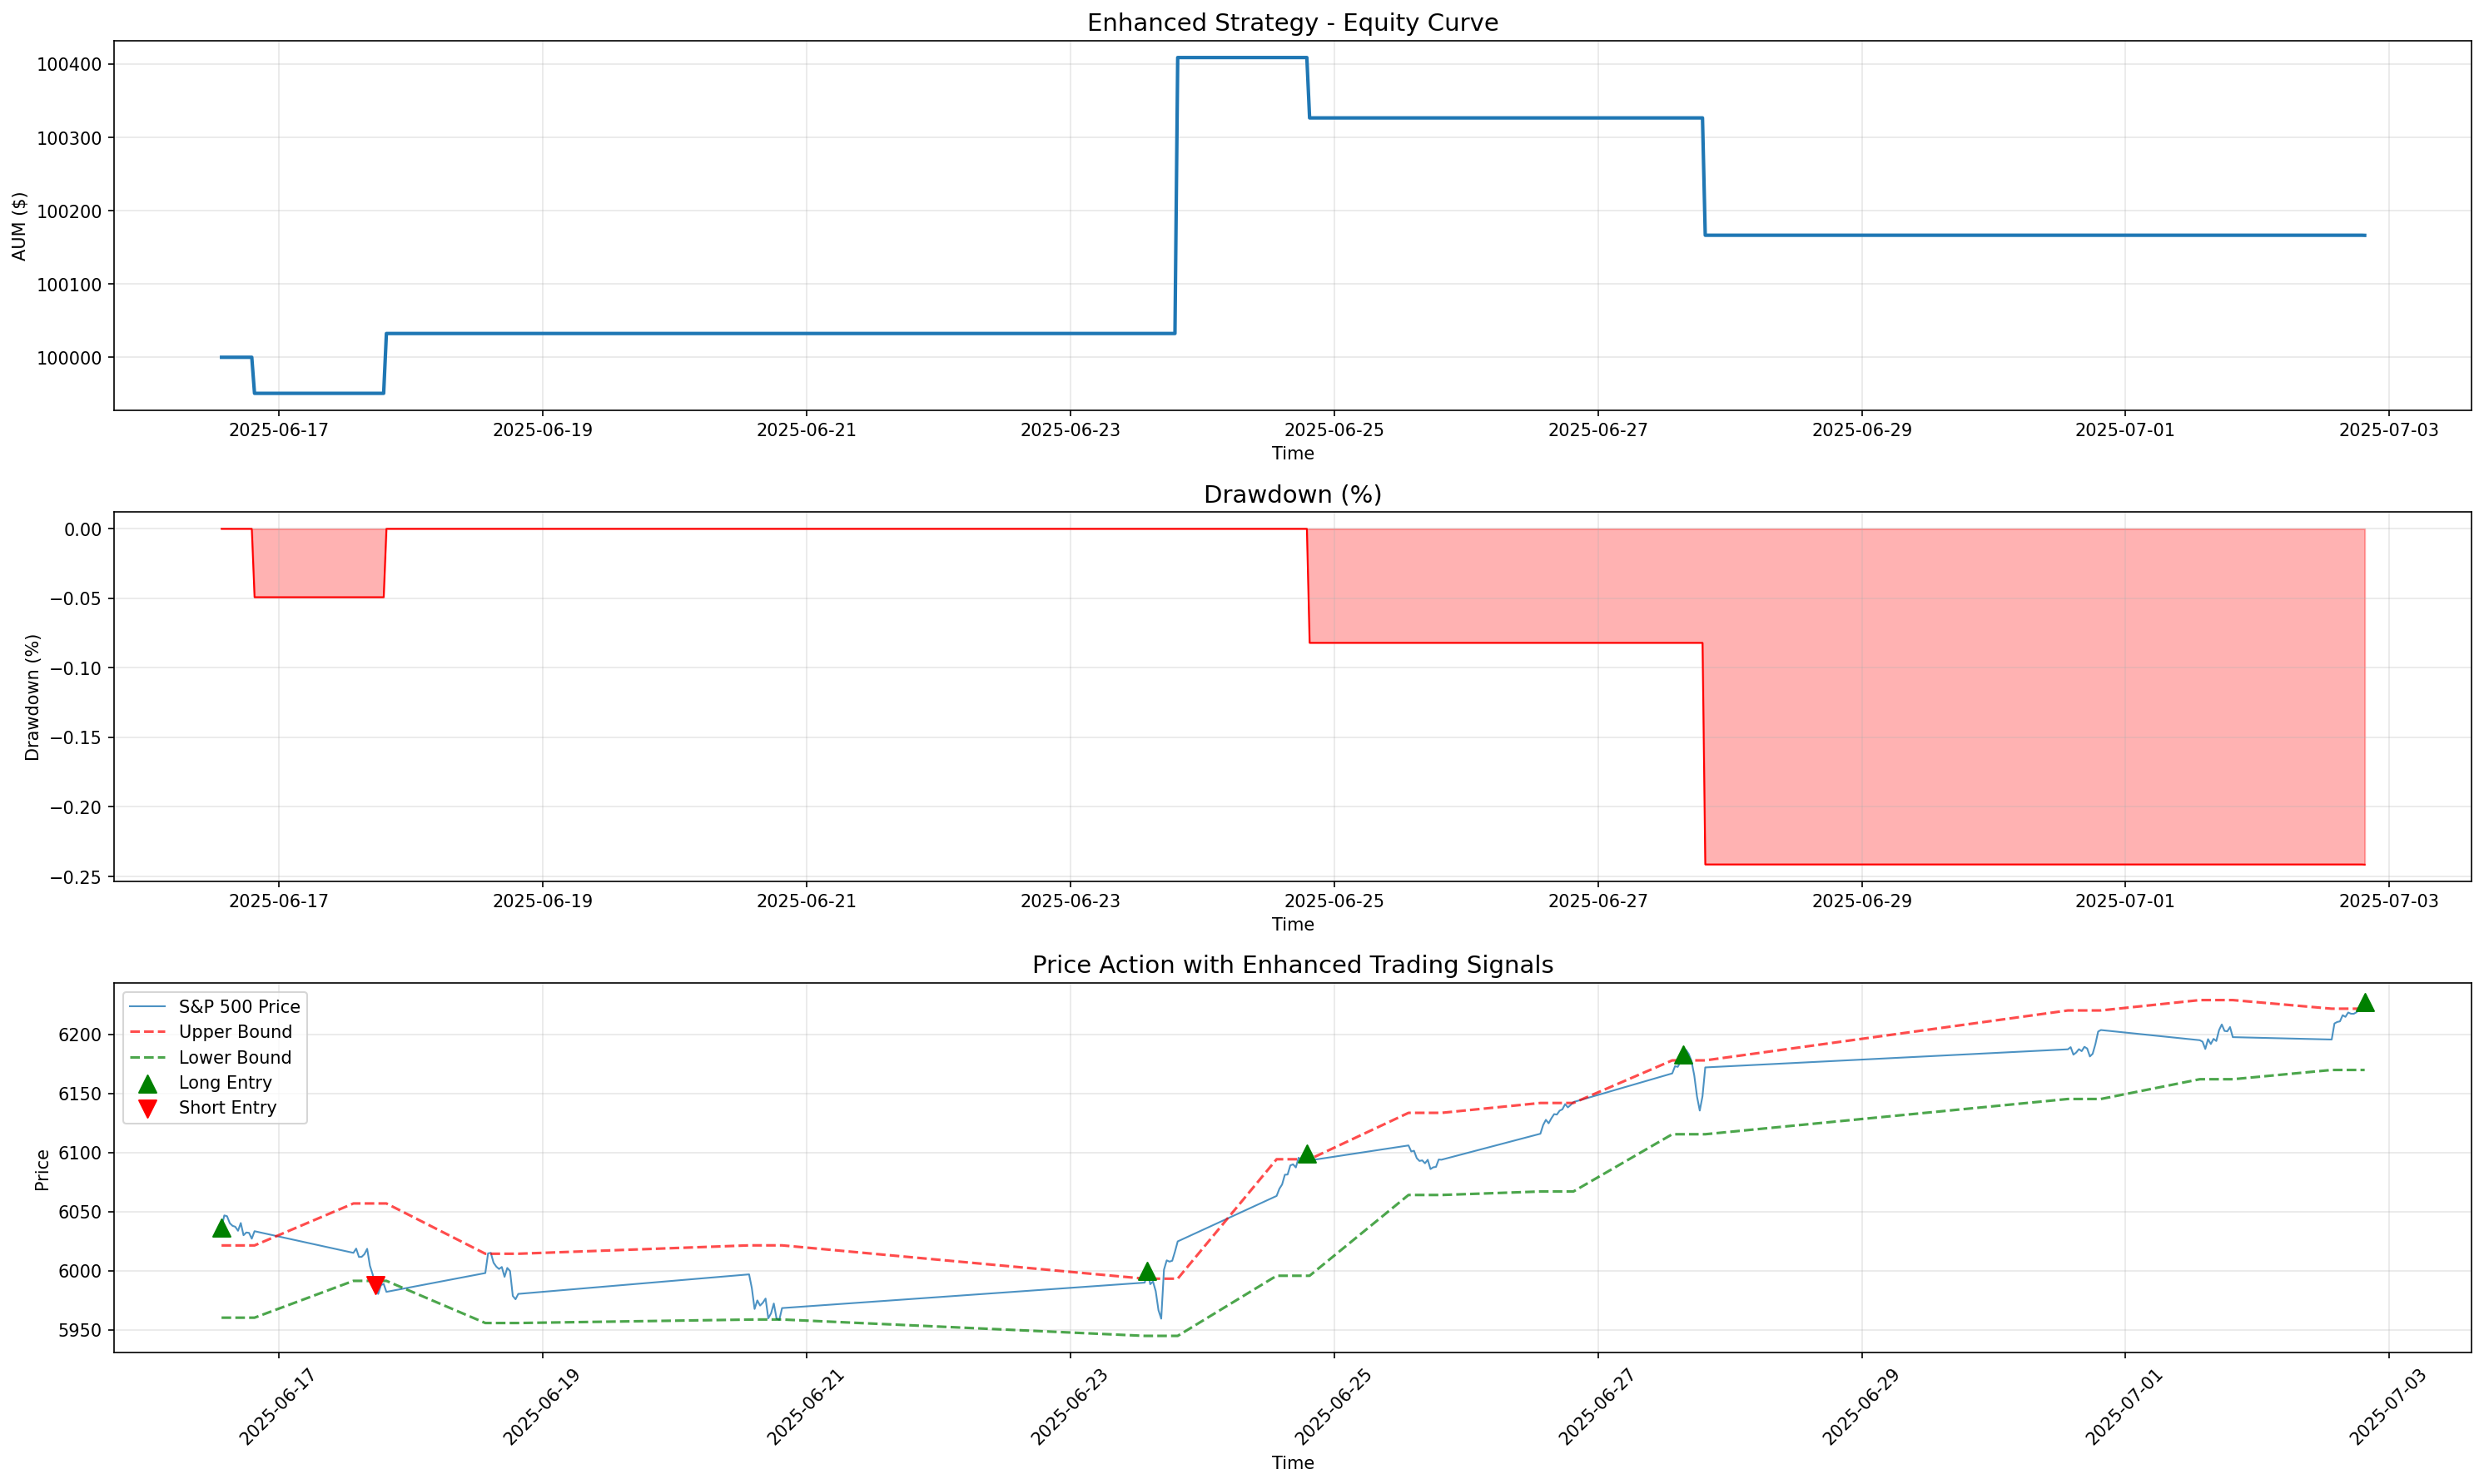 Enhanced Strategy - Equity Curve
AUM ($)
100400
100300
100200
100100
100000
2025-06-17 2025-06-19 2025-06-21 2025-06-23 2025-06-25 2025-06-27 2025-06-29 2025-07-01 2025-07-03
Time
Drawdown (%)
Drawdown (%)
0.00
−0.05
−0.10
−0.15
−0.20
−0.25
2025-06-17 2025-06-19 2025-06-21 2025-06-23 2025-06-25 2025-06-27 2025-06-29 2025-07-01 2025-07-03
Time
Price Action with Enhanced Trading Signals
S&P 500 Price
Upper Bound
Lower Bound
Long Entry
Short Entry
Price
6200
6150
6100
6050
6000
5950
2025-06-17 2025-06-19 2025-06-21 2025-06-23 2025-06-25 2025-06-27 2025-06-29 2025-07-01 2025-07-03
Time